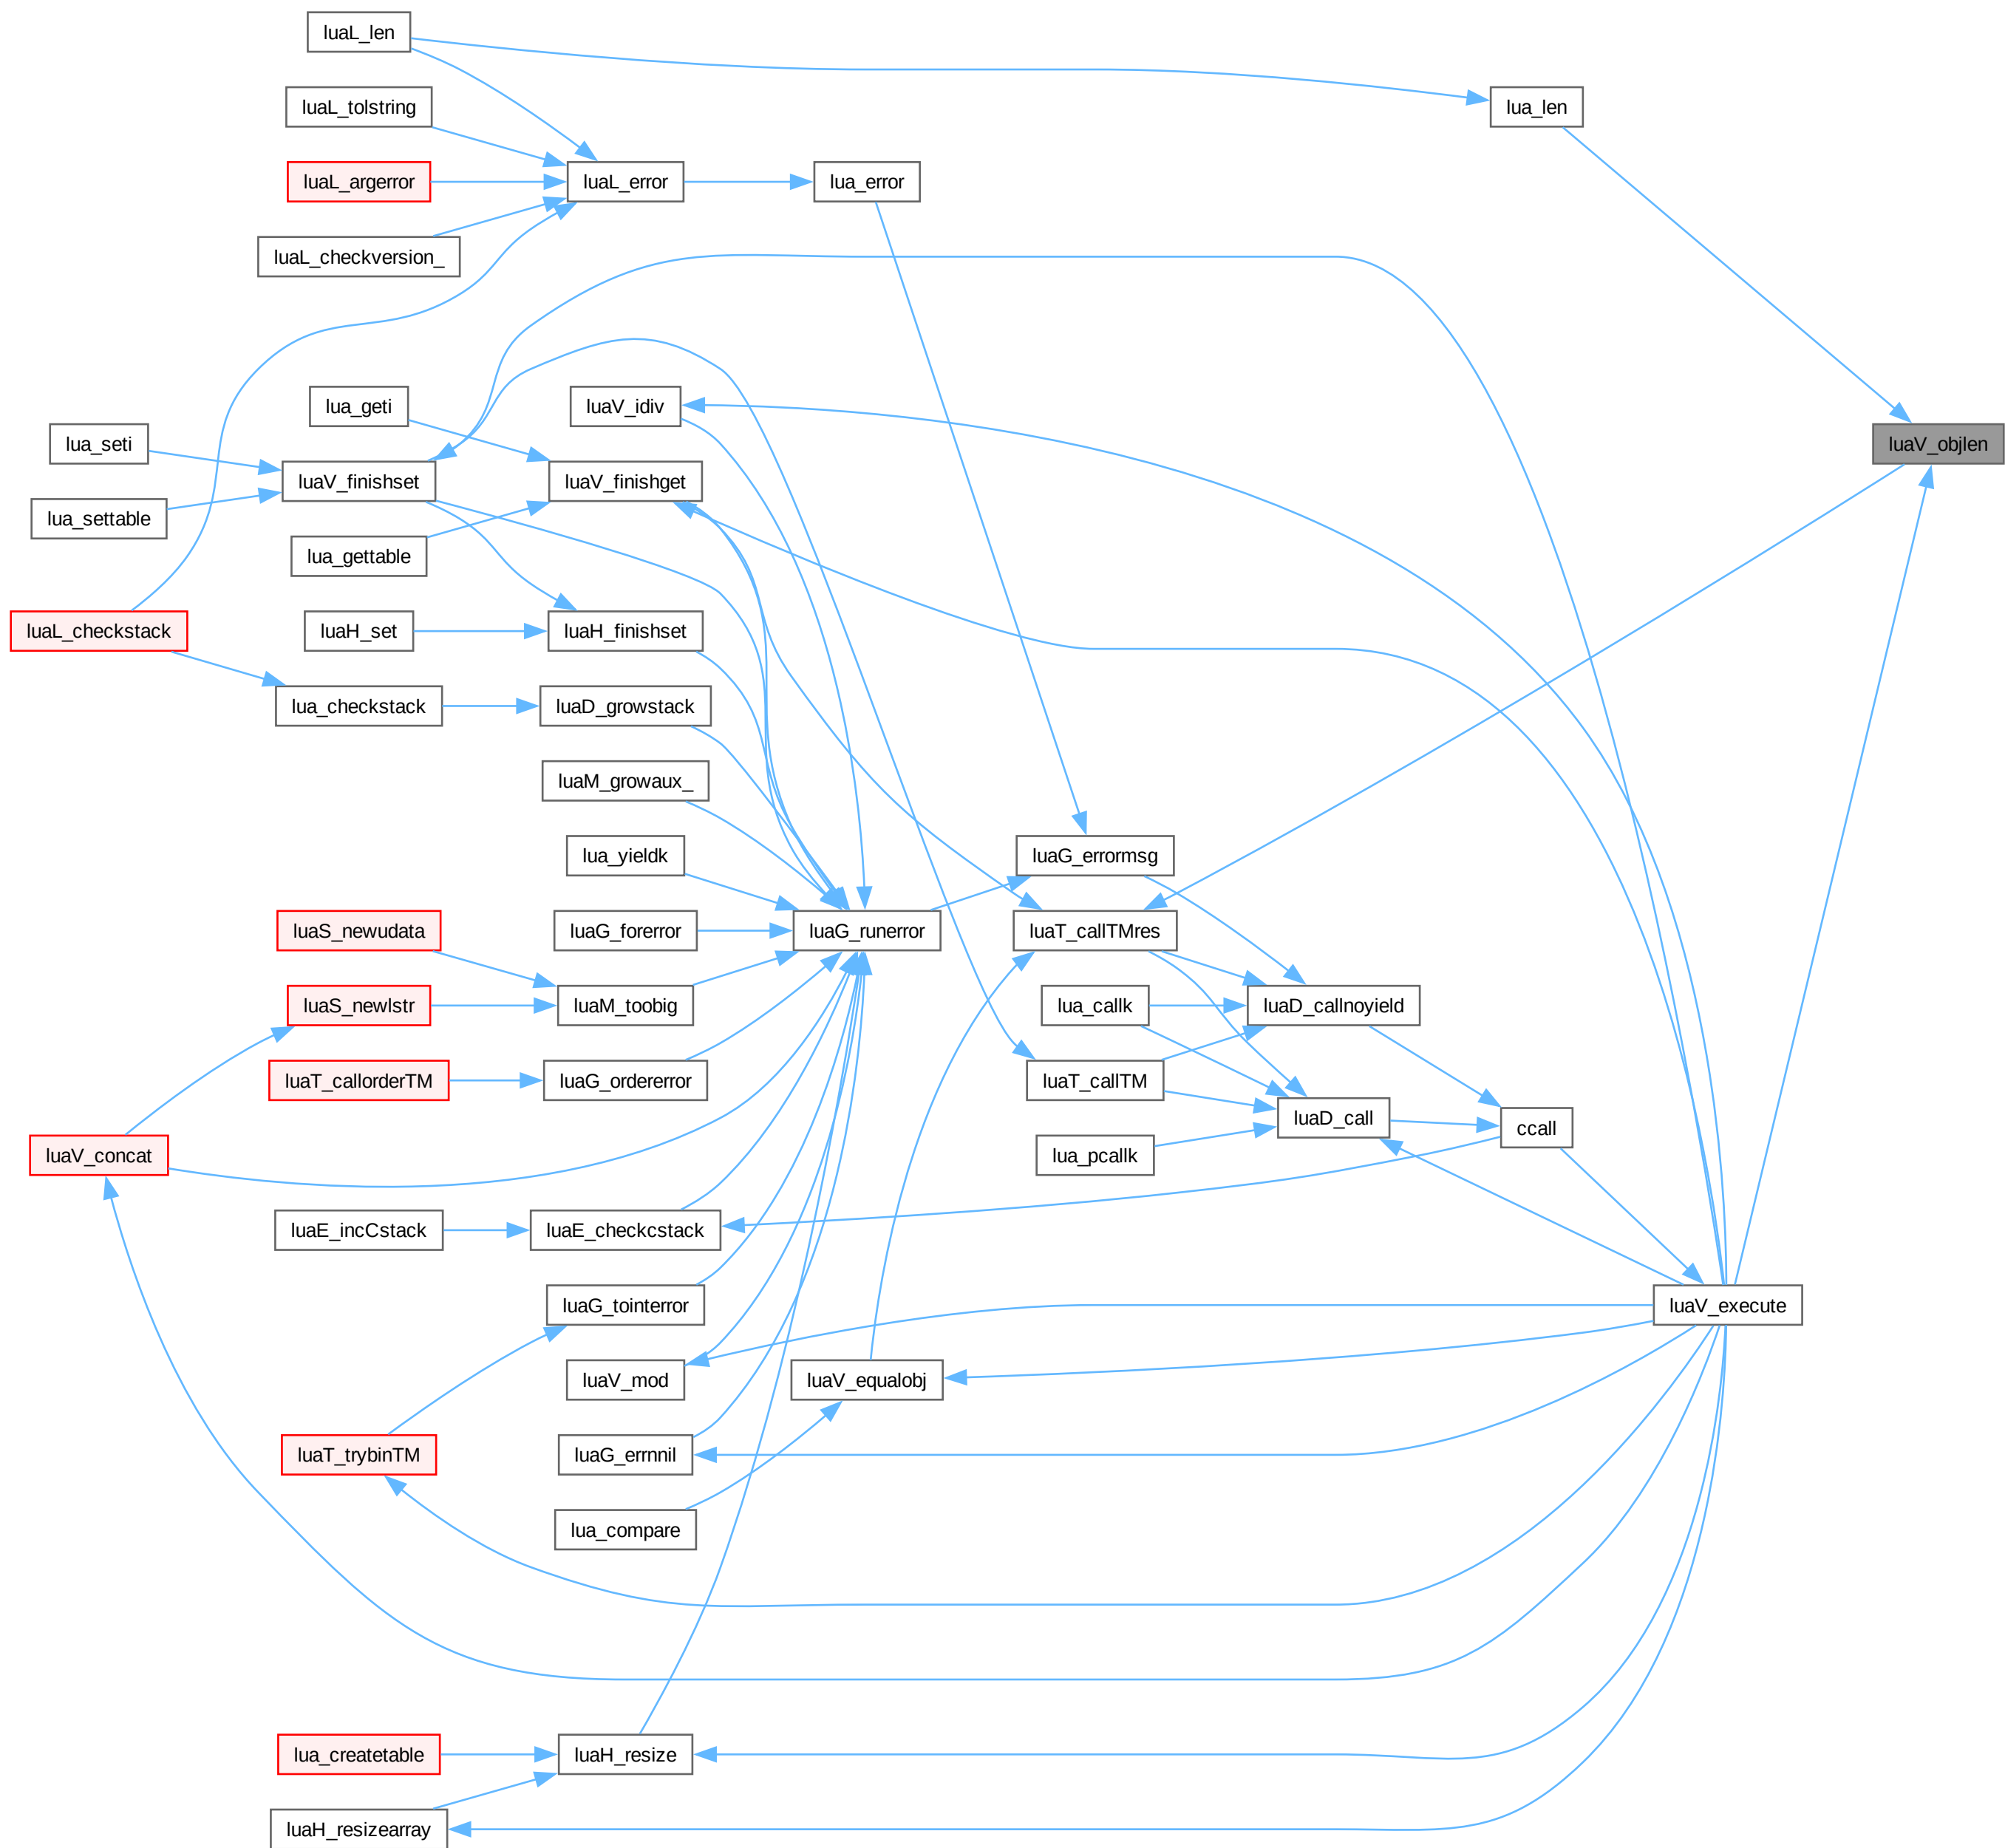 luaL_len
lua_len
luaL_tolstring
luaL_argerror
luaL_error
lua_error
luaL_checkversion_
lua_geti
luaV_idiv
lua_seti
luaV_objlen
luaV_finishset
luaV_finishget
lua_settable
lua_gettable
luaL_checkstack
luaH_set
luaH_finishset
lua_checkstack
luaD_growstack
luaM_growaux_
lua_yieldk
luaG_errormsg
luaS_newudata
luaG_forerror
luaG_runerror
luaT_callTMres
luaS_newlstr
luaM_toobig
lua_callk
luaD_callnoyield
luaT_callorderTM
luaG_ordererror
luaT_callTM
luaD_call
ccall
luaV_concat
lua_pcallk
luaE_incCstack
luaE_checkcstack
luaG_tointerror
luaV_execute
luaV_mod
luaV_equalobj
luaT_trybinTM
luaG_errnnil
lua_compare
lua_createtable
luaH_resize
luaH_resizearray